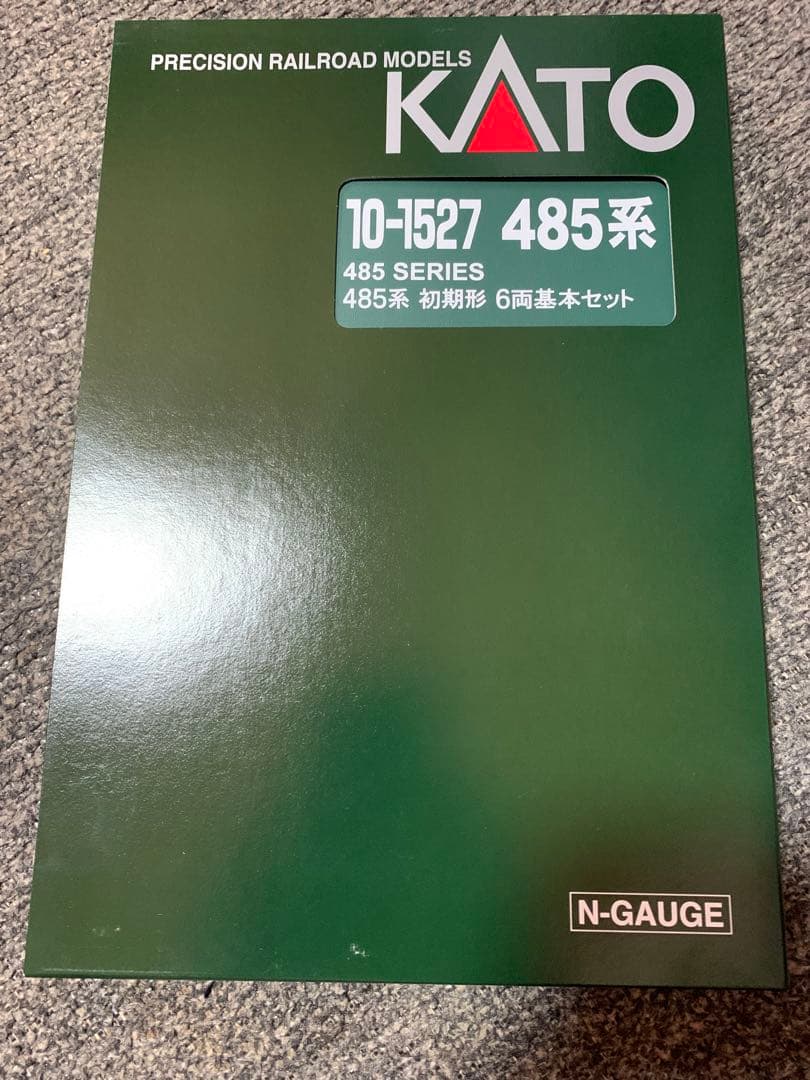 PRECISION RAILROAD MODELS
KATO
10-1527 485系
485 SERIES
485系 初期形 6両基本セット
N-GAUGE